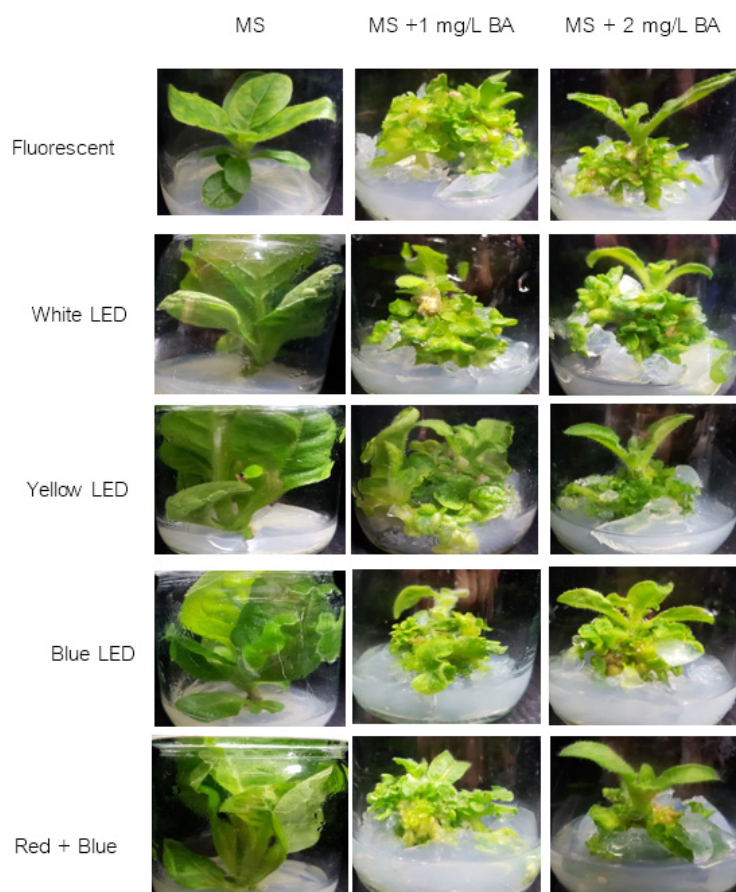 MS MS +1 mg/L BA MS + 2 mg/L BA
Fluorescent
White LED
Yellow LED
Blue LED
Red + Blue